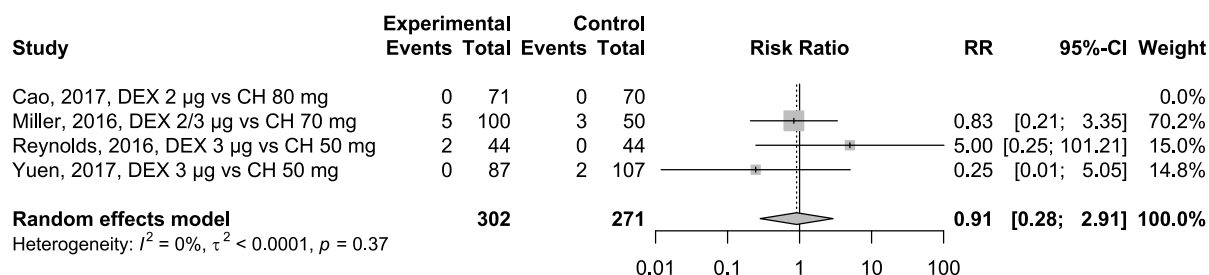 Experimental Control
Study Events Total Events Total Risk Ratio RR 95%-CI Weight
Cao, 2017, DEX 2 µg vs CH 80 mg 0 71 0 70 0.0%
Miller, 2016, DEX 2/3 µg vs CH 70 mg 5 100 3 50 0.83 [0.21; 3.35] 70.2%
Reynolds, 2016, DEX 3 µg vs CH 50 mg 2 44 0 44 5.00 [0.25; 101.21] 15.0%
Yuen, 2017, DEX 3 µg vs CH 50 mg 0 87 2 107 0.25 [0.01; 5.05] 14.8%
Random effects model 302 271 0.91 [0.28; 2.91] 100.0%
Heterogeneity: I² = 0%, τ² < 0.0001, p = 0.37
0.01 0.1 1 10 100